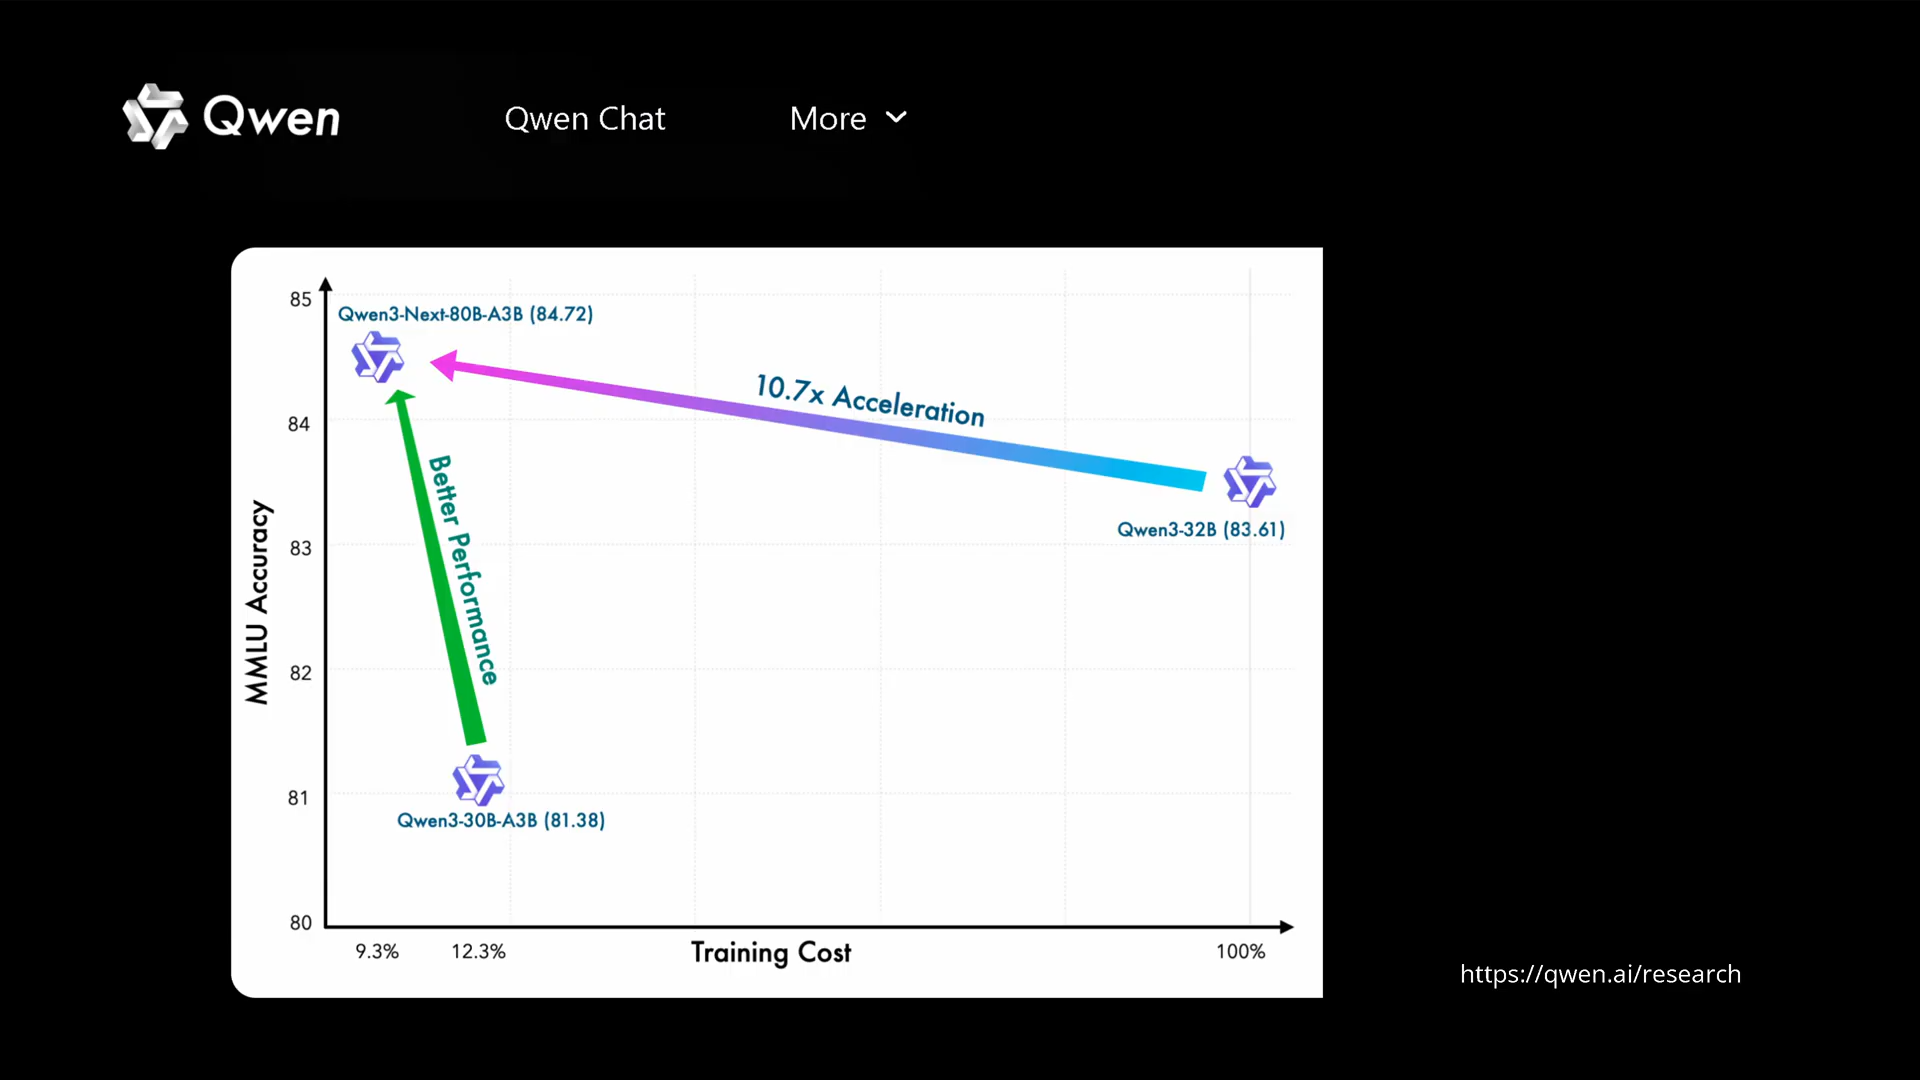 Qwen
Qwen Chat
More
85
Qwen3-Next-80B-A3B (84.72)
10.7x Acceleration
84
Better Performance
Qwen3-32B (83.61)
83
MMLU Accuracy
82
81
Qwen3-30B-A3B (81.38)
80
9.3%
12.3%
Training Cost
100%
https://qwen.ai/research